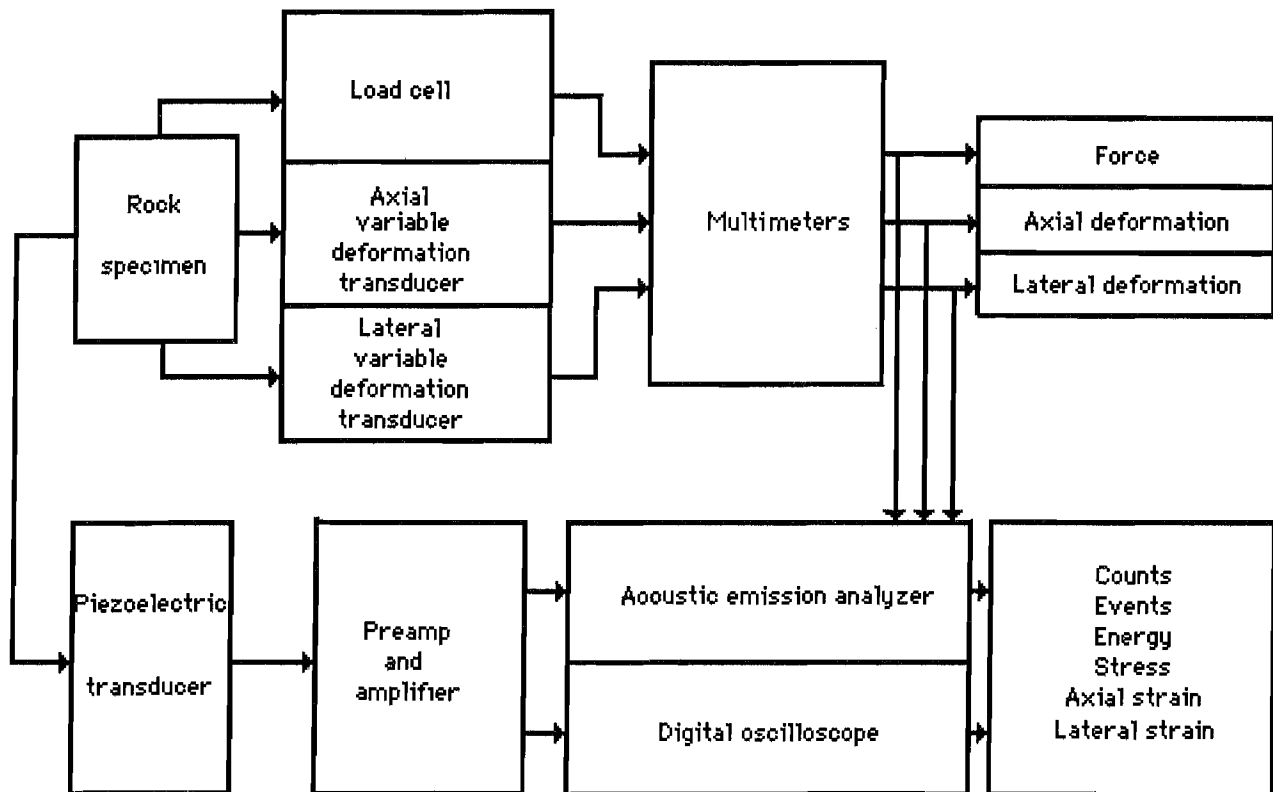 Load cell
Rock
specimen
Axial
variable
deformation
transducer
Lateral
variable
deformation
transducer
Multimeters
Force
Axial deformation
Lateral deformation
Piezoelectric
transducer
Preamp
and
amplifier
Acoustic emission analyzer
Digital oscilloscope
Counts
Events
Energy
Stress
Axial strain
Lateral strain